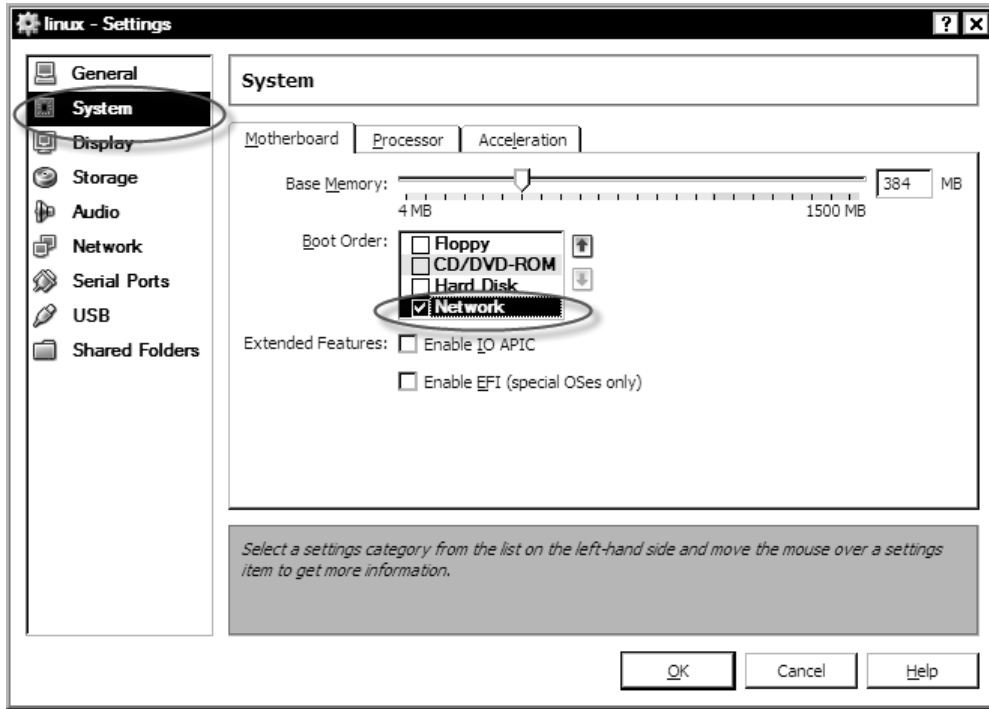 linux - Settings
General
System
Display
Storage
Audio
Network
Serial Ports
USB
Shared Folders
System
Motherboard Processor Acceleration
Base Memory: 384 MB
4 MB 1500 MB
Boot Order: Floppy
CD/DVD-ROM
Hard Disk
Network
Extended Features: Enable IO APIC
Enable EFI (special OSes only)
Select a settings category from the list on the left-hand side and move the mouse over a settings
item to get more information.
OK Cancel Help